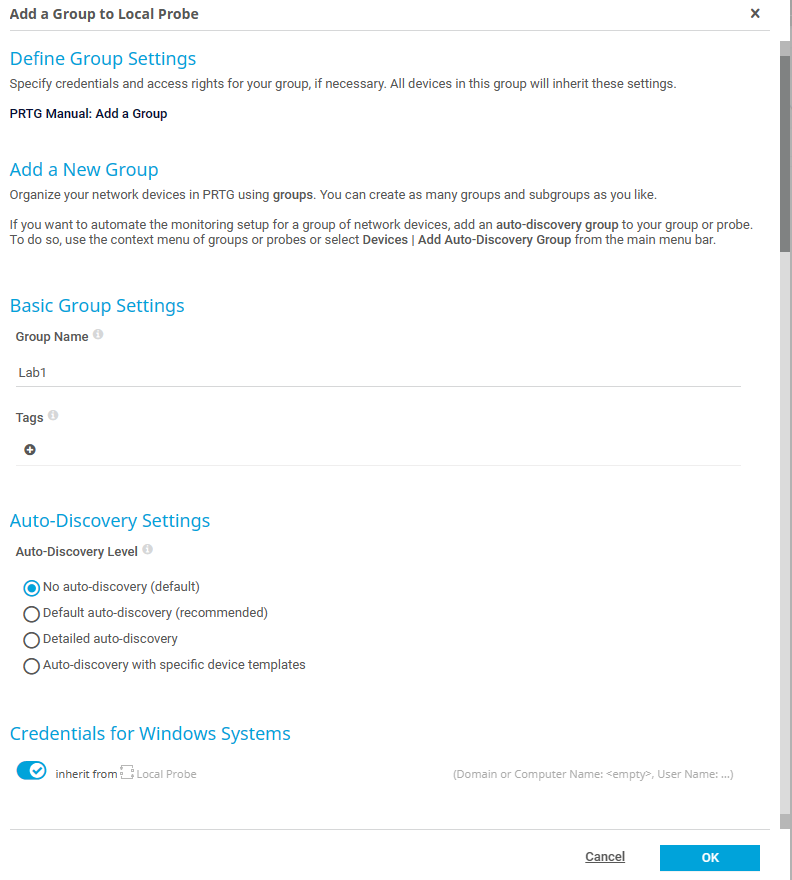 Add a Group to Local Probe
Define Group Settings
Specify credentials and access rights for your group, if necessary. All devices in this group will inherit these settings.
PRTG Manual: Add a Group
Add a New Group
Organize your network devices in PRTG using groups. You can create as many groups and subgroups as you like.
If you want to automate the monitoring setup for a group of network devices, add an auto-discovery group to your group or probe.
To do so, use the context menu of groups or probes or select Devices | Add Auto-Discovery Group from the main menu bar.
Basic Group Settings
Group Name
Lab1
Tags
Auto-Discovery Settings
Auto-Discovery Level
No auto-discovery (default)
Default auto-discovery (recommended)
Detailed auto-discovery
Auto-discovery with specific device templates
Credentials for Windows Systems
inherit from Local Probe (Domain or Computer Name: <empty>, User Name: ...)
Cancel OK